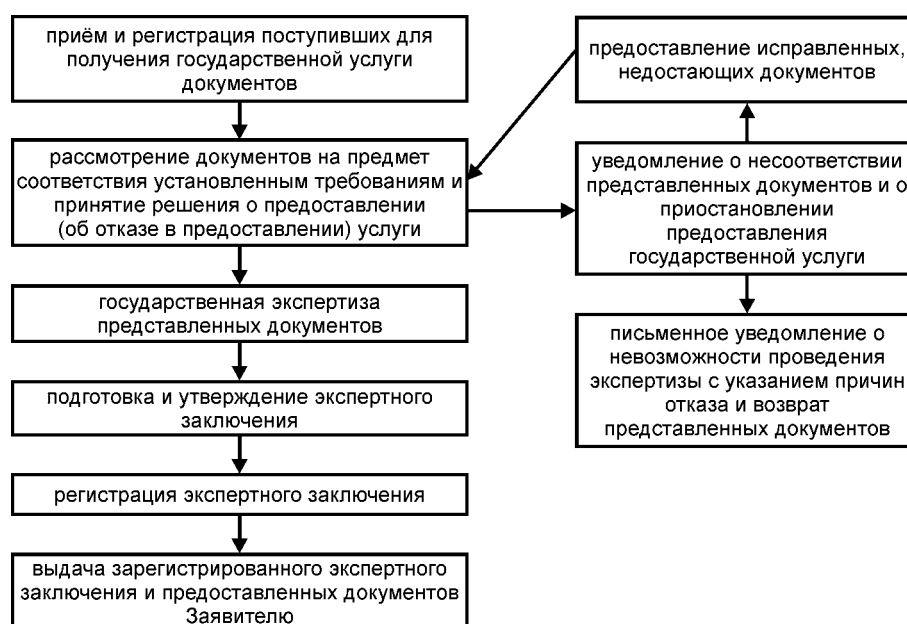 приём и регистрация поступивших для
получения государственной услуги
документов
рассмотрение документов на предмет
соответствия установленным требованиям и
принятие решения о предоставлении
(об отказе в предоставлении) услуги
государственная экспертиза
представленных документов
подготовка и утверждение экспертного
заключения
регистрация экспертного заключения
выдача зарегистрированного экспертного
заключения и предоставленных документов
Заявителю
предоставление исправленных,
недостающих документов
уведомление о несоответствии
представленных документов и о
приостановлении
предоставления
государственной услуги
письменное уведомление о
невозможности проведения
экспертизы с указанием причин
отказа и возврат
представленных документов